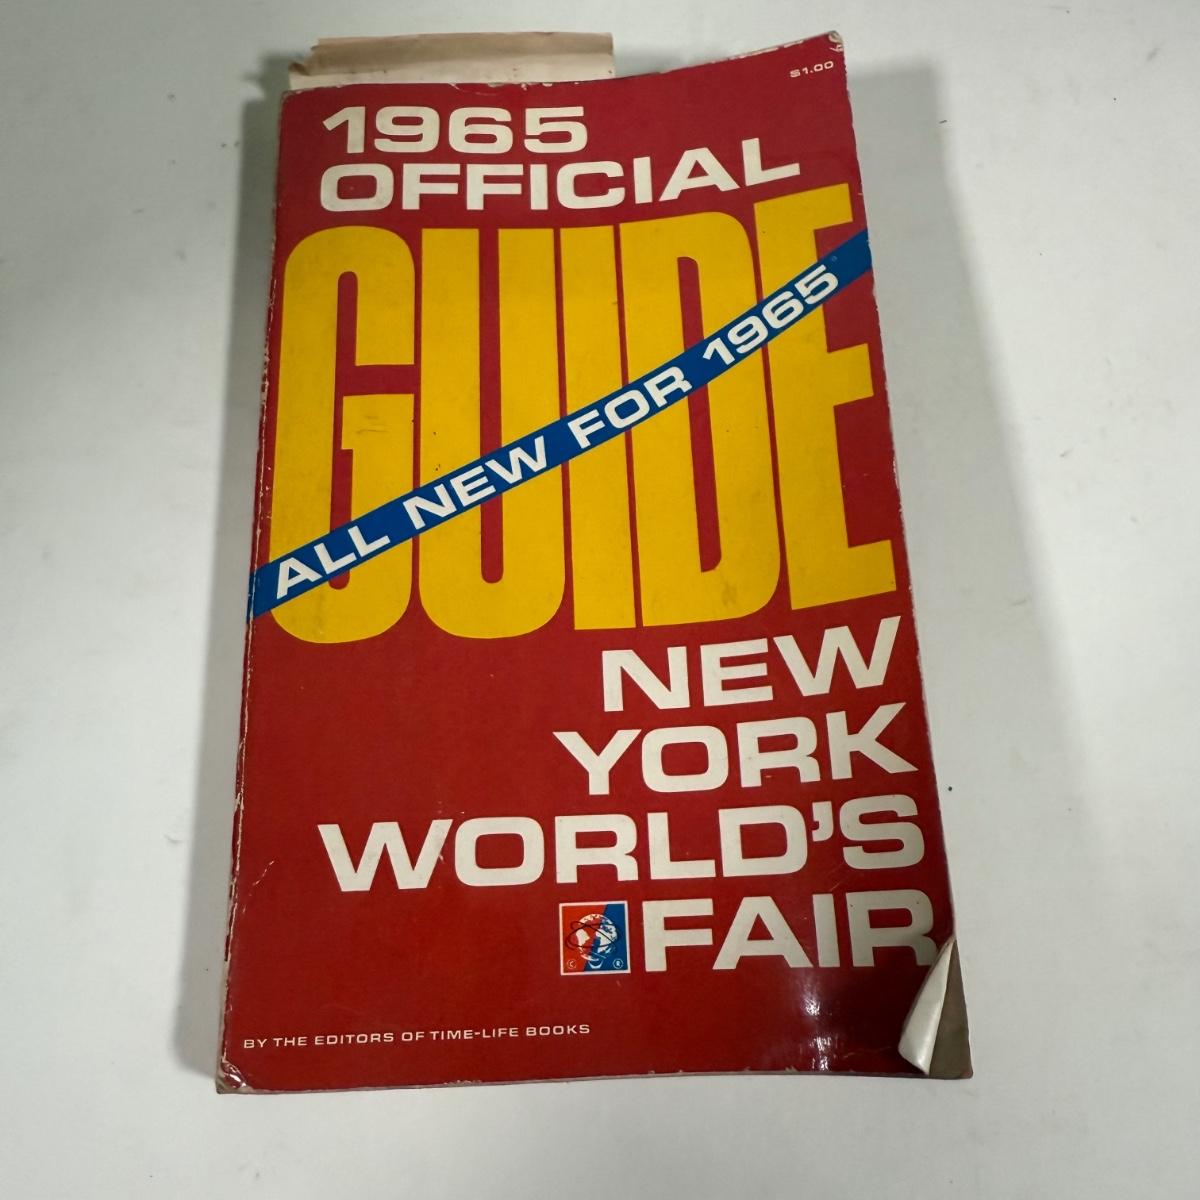 $1.00
1965
OFFICIAL
GUIDE
ALL NEW FOR 1965
NEW
YORK
WORLD'S
FAIR
© ®
BY THE EDITORS OF TIME-LIFE BOOKS